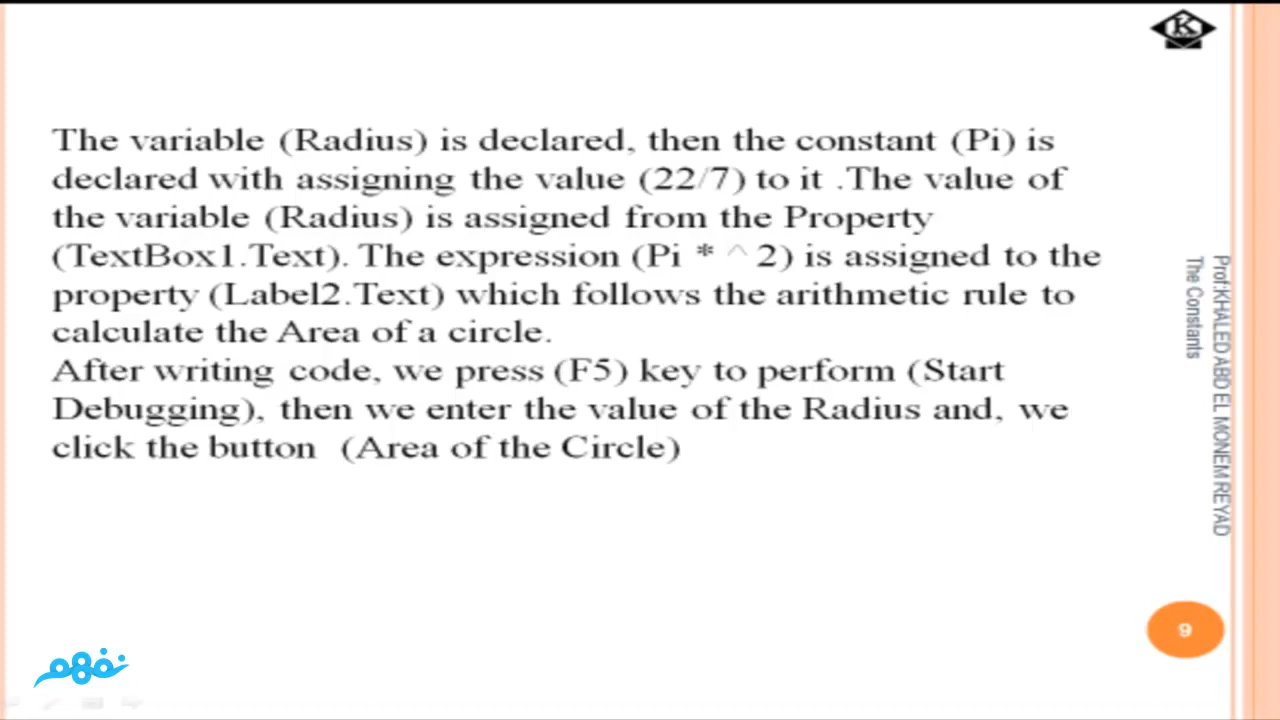 K
The variable (Radius) is declared, then the constant (Pi) is
declared with assigning the value (22/7) to it .The value of
the variable (Radius) is assigned from the Property
(TextBox1.Text). The expression (Pi * ^ 2) is assigned to the
property (Label2.Text) which follows the arithmetic rule to
calculate the Area of a circle.
After writing code, we press (F5) key to perform (Start
Debugging), then we enter the value of the Radius and, we
click the button (Area of the Circle)
Prof:KHALED ABD EL MONEM REYAD
The Constants
9
نفهم